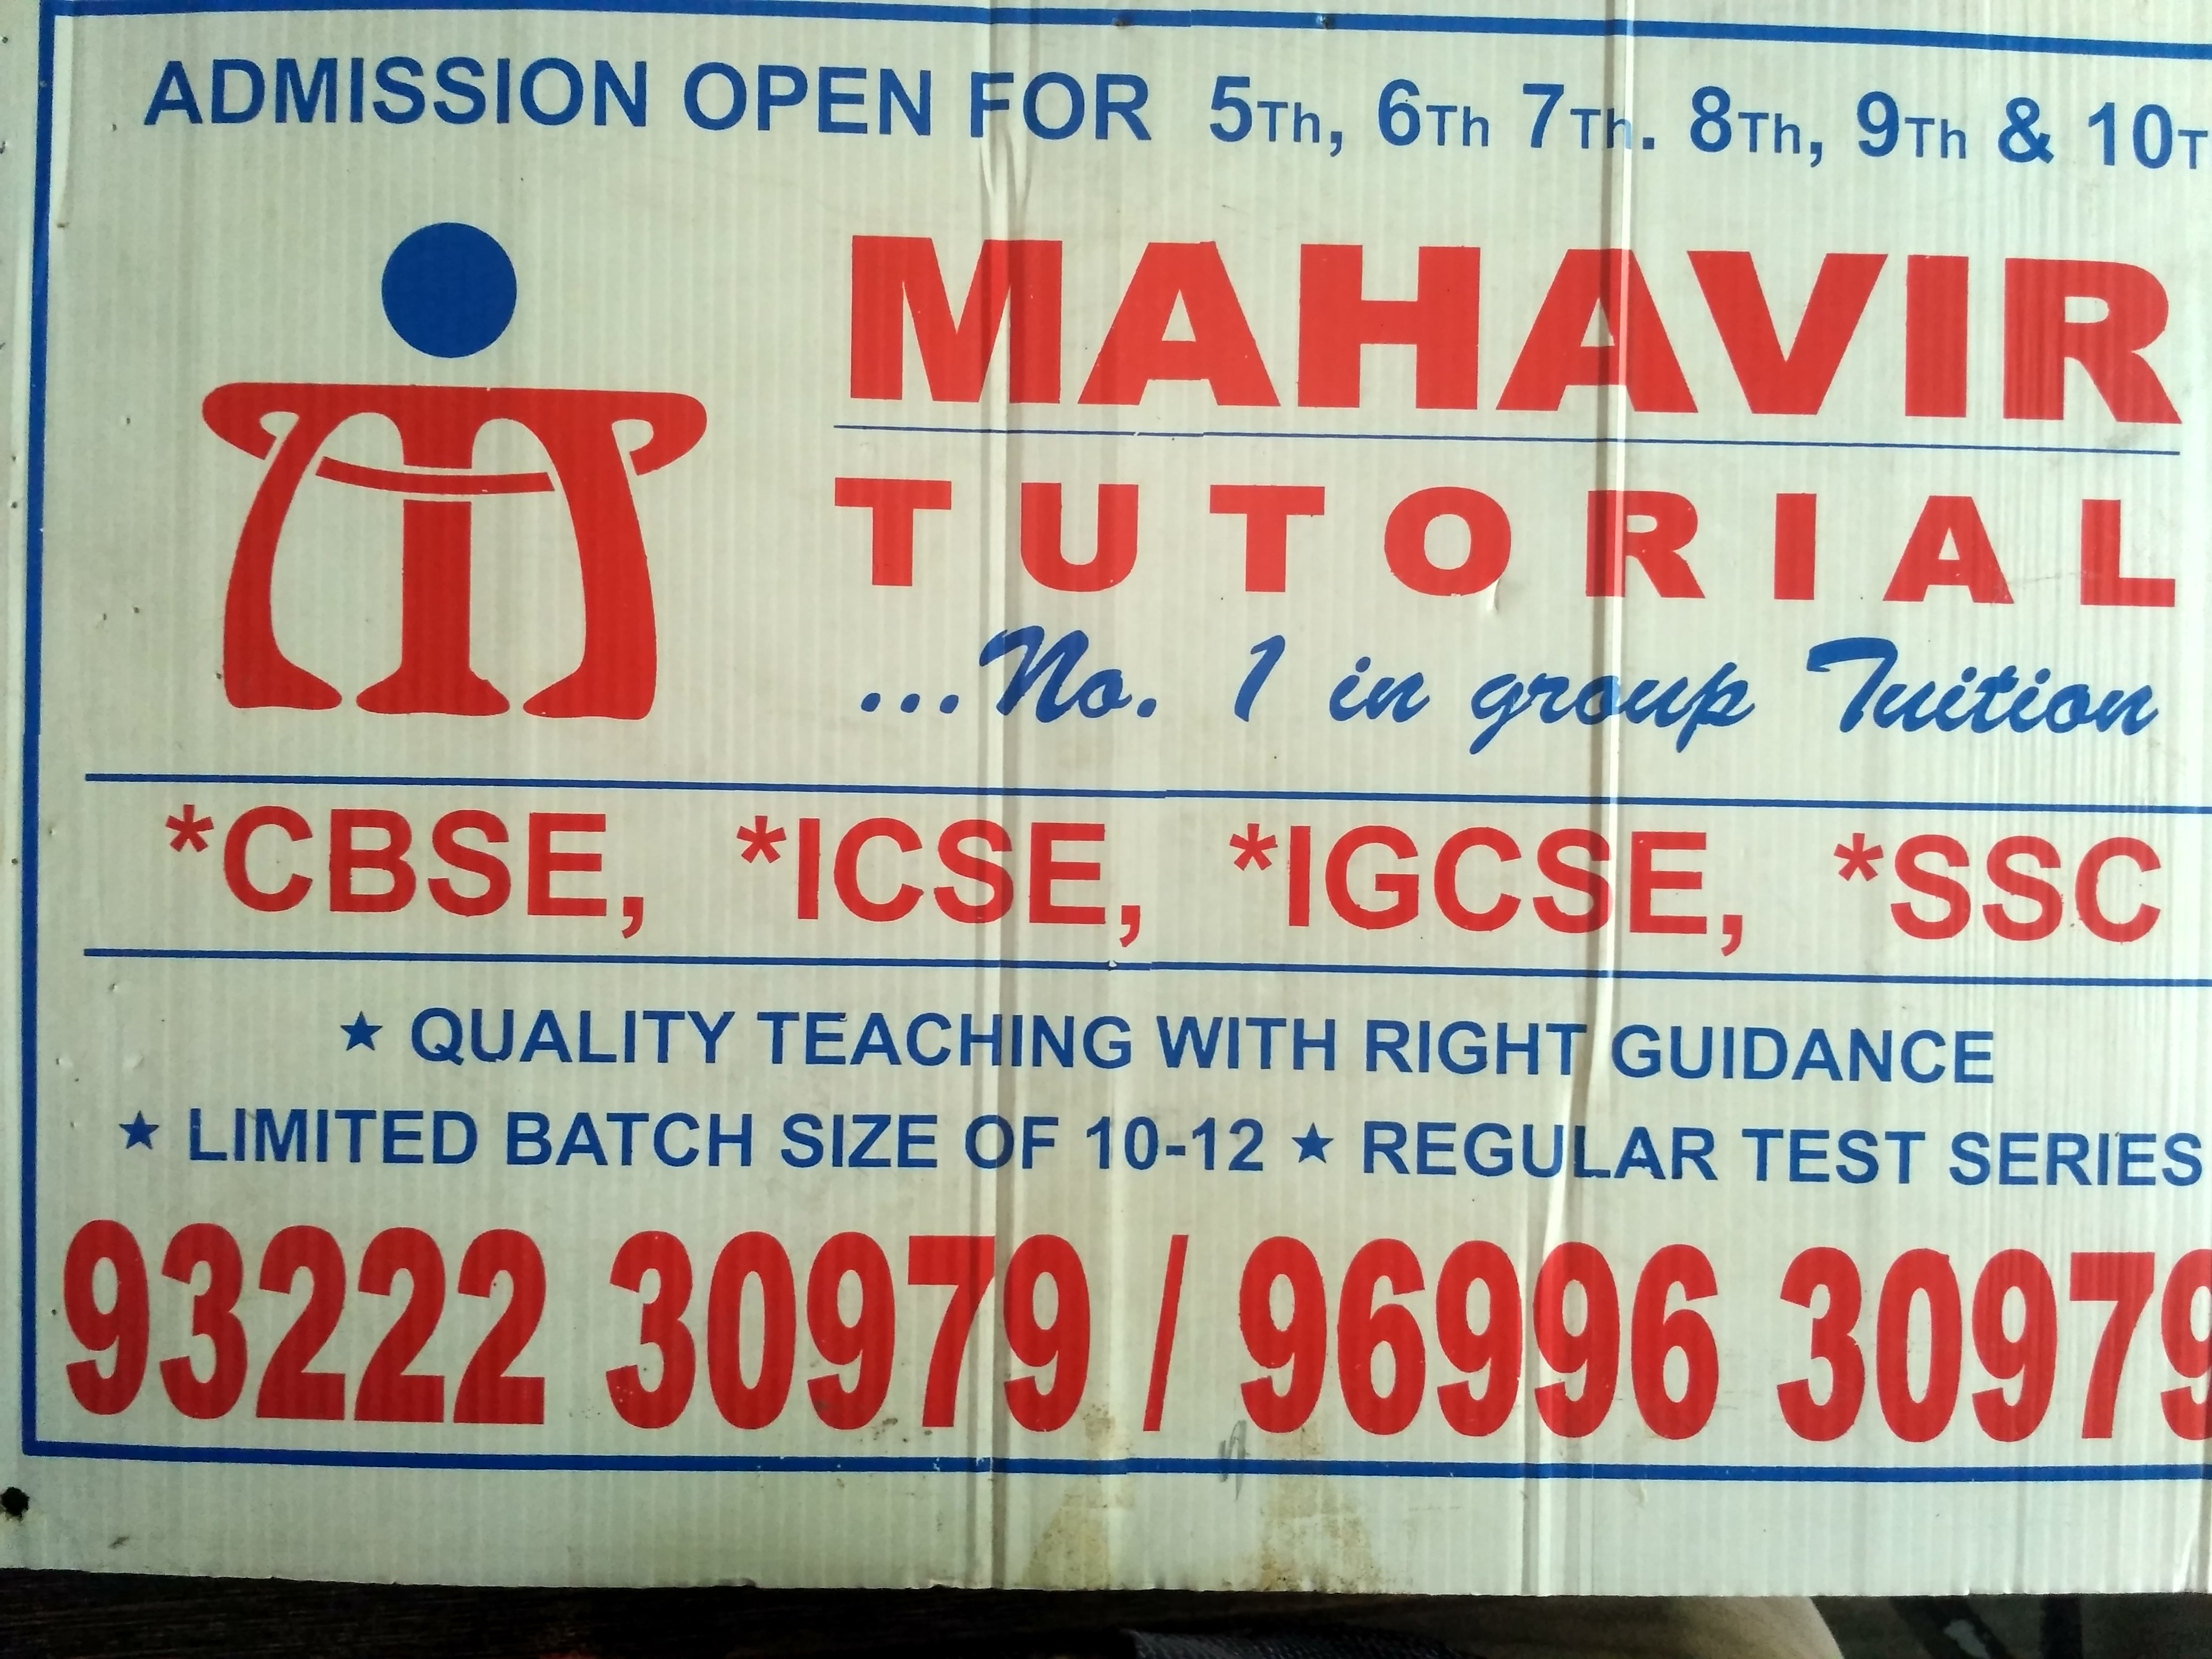 ADMISSION OPEN FOR 5Th, 6Th 7Th. 8Th, 9Th & 10T
MAHAVIR
TUTORIAL
...No. 1 in group Tuition
*CBSE, *ICSE, *IGCSE, *SSC
★ QUALITY TEACHING WITH RIGHT GUIDANCE
★ LIMITED BATCH SIZE OF 10-12 ★ REGULAR TEST SERIES
93222 30979 / 96996 30979